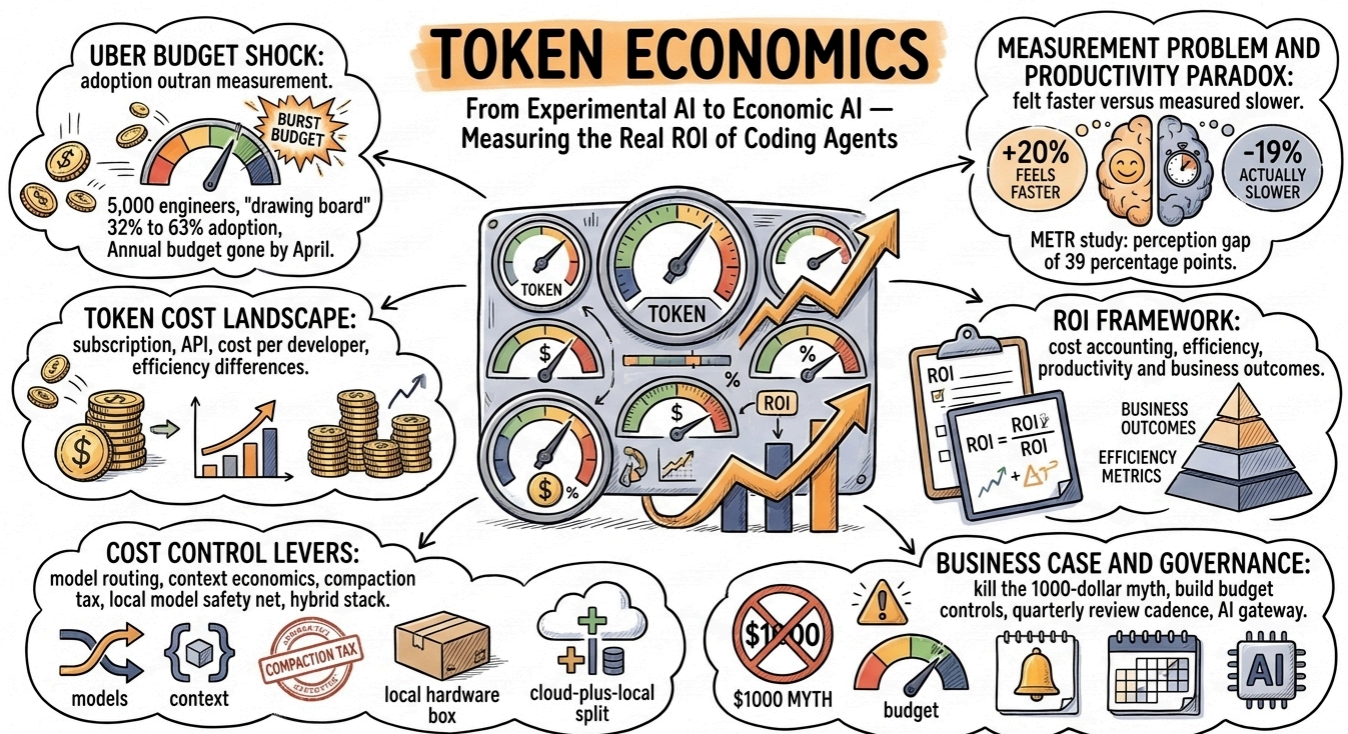 TOKEN ECONOMICS
From Experimental AI to Economic AI —
Measuring the Real ROI of Coding Agents
UBER BUDGET SHOCK:
adoption outran measurement.
BURST
BUDGET
$
$
$
5,000 engineers, "drawing board"
32% to 63% adoption,
Annual budget gone by April.
TOKEN COST LANDSCAPE:
subscription, API, cost per developer,
efficiency differences.
$
COST CONTROL LEVERS:
model routing, context economics, compaction
tax, local model safety net, hybrid stack.
models
{ }
context
COMPACTION TAX
local hardware
box
cloud-plus-local
split
TOKEN
TOKEN
$
%
%
$
ROI
$
%
MEASUREMENT PROBLEM AND
PRODUCTIVITY PARADOX:
felt faster versus measured slower.
+20%
FEELS
FASTER
-19%
ACTUALLY
SLOWER
METR study: perception gap
of 39 percentage points.
ROI FRAMEWORK:
cost accounting, efficiency,
productivity and business outcomes.
ROI
ROI =
ROI
BUSINESS
OUTCOMES
EFFICIENCY
METRICS
BUSINESS CASE AND GOVERNANCE:
kill the 1000-dollar myth, build budget
controls, quarterly review cadence, AI gateway.
$1000 MYTH
budget
AI